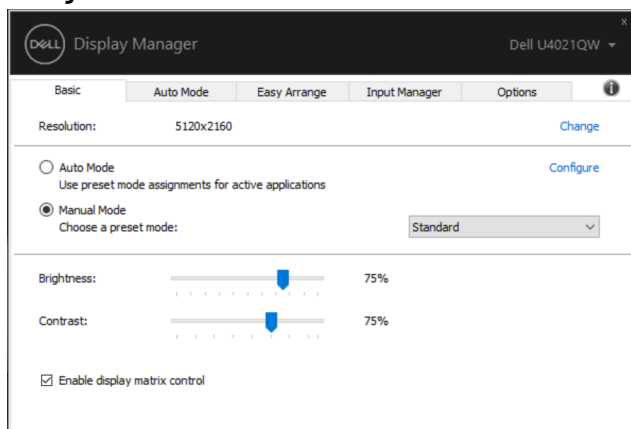 DELL Display Manager
Dell U4021QW
x
Basic
Auto Mode
Easy Arrange
Input Manager
Options
i
Resolution:
5120x2160
Change
Auto Mode
Configure
Use preset mode assignments for active applications
Manual Mode
Choose a preset mode:
Standard
Brightness:
75%
Contrast:
75%
Enable display matrix control